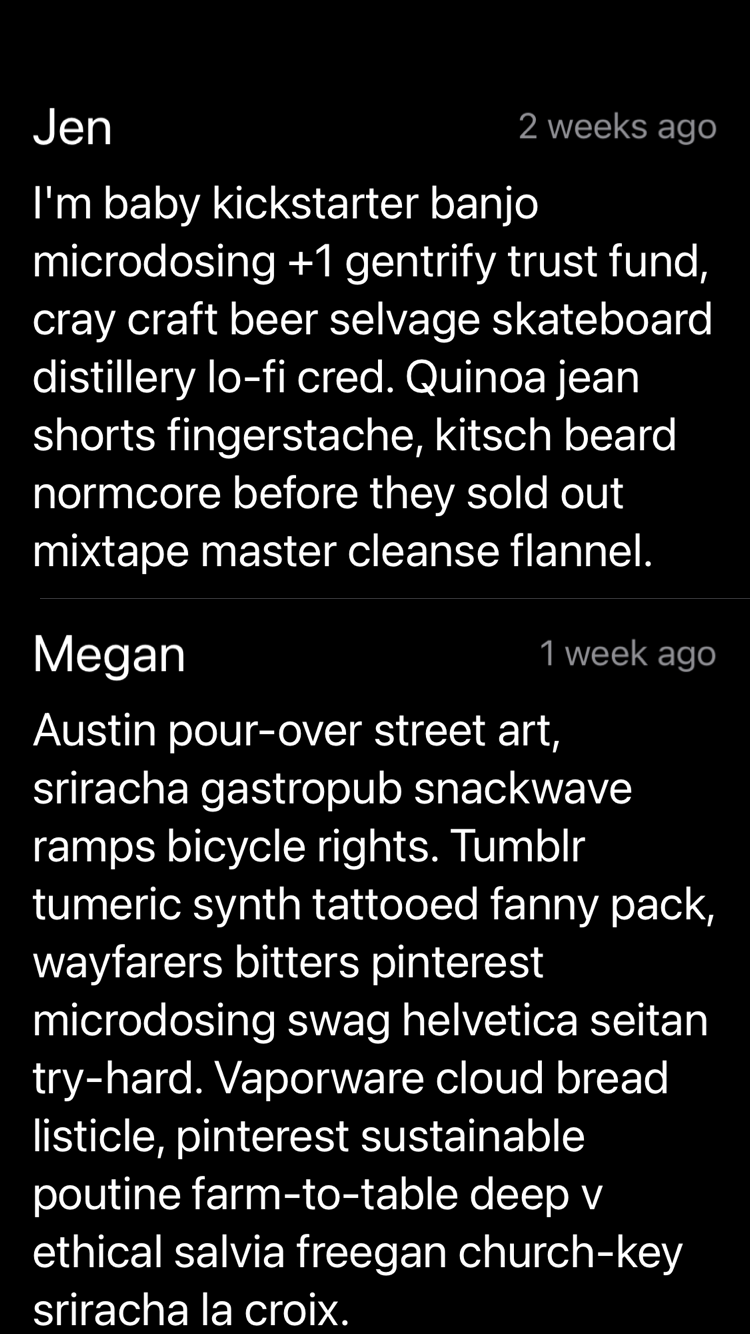 Jen
2 weeks ago
I'm baby kickstarter banjo
microdosing +1 gentrify trust fund,
cray craft beer selvage skateboard
distillery lo-fi cred. Quinoa jean
shorts fingerstache, kitsch beard
normcore before they sold out
mixtape master cleanse flannel.
Megan
1 week ago
Austin pour-over street art,
sriracha gastropub snackwave
ramps bicycle rights. Tumblr
tumeric synth tattooed fanny pack,
wayfarers bitters pinterest
microdosing swag helvetica seitan
try-hard. Vaporware cloud bread
listicle, pinterest sustainable
poutine farm-to-table deep v
ethical salvia freegan church-key
sriracha la croix.